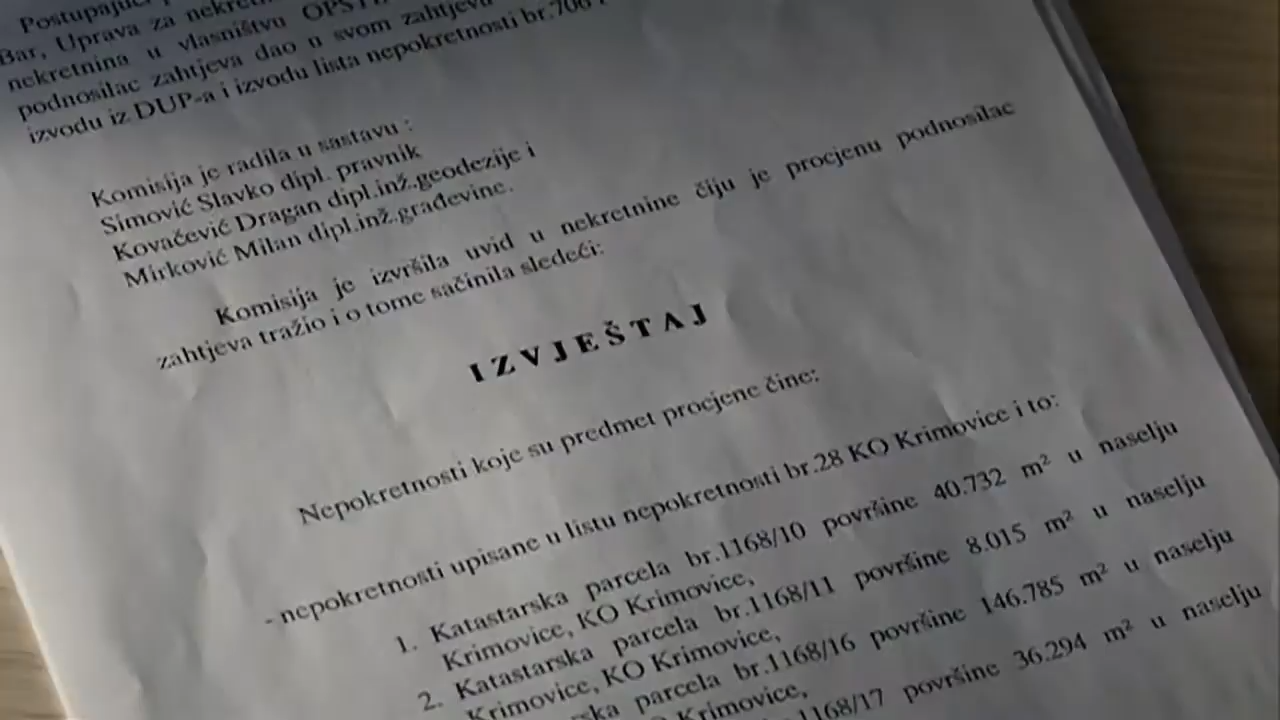 Postupajući
Bar, Uprava za
nekretnina u vlasništvu
podnosilac zahtjeva dao u svom zahtjevu
izvodu iz DUP-a i izvodu lista nepokretnosti br.706
Komisija je radila u sastavu :
Simović Slavko dipl. pravnik
Kovačević Dragan dipl.inž.geodezije i
Mirković Milan dipl.inž.građevine.
Komisija je izvršila uvid u nekretnine čiju je procjenu podnosilac
zahtjeva tražio i o tome sačinila sledeći:
IZVJEŠTAJ
Nepokretnosti koje su predmet procjene čine:
- nepokretnosti upisane u listu nepokretnosti br.28 KO Krimovice i to:
1. Katastarska parcela br.1168/10 površine 40.732 m² u naselju
Krimovice, KO Krimovice,
2. Katastarska parcela br.1168/11 površine 8.015 m² u naselju
Krimovice, KO Krimovice,
parcela br.1168/16 površine 146.785 m² u naselju
Krimovice,
1168/17 površine 36.294 m² u naselju